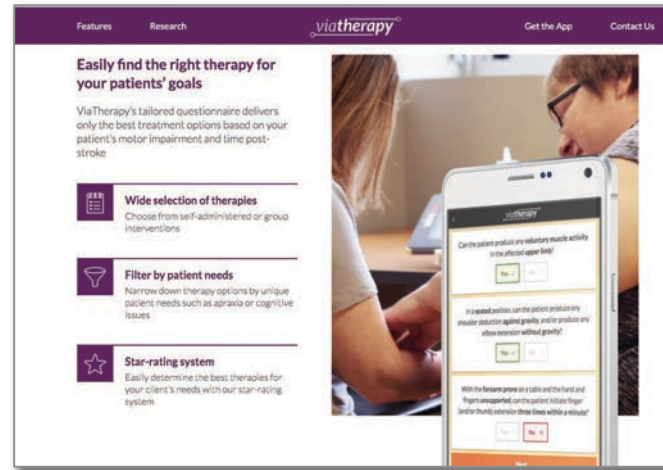 Features Research viatherapy Get the App Contact Us
Easily find the right therapy for
your patients' goals
ViaTherapy's tailored questionnaire delivers
only the best treatment options based on your
patient's motor impairment and time post-
stroke
Wide selection of therapies
Choose from self-administered or group
interventions
Filter by patient needs
Narrow down therapy options by unique
patient needs such as apraxia or cognitive
issues
Star-rating system
Easily determine the best therapies for
your client's needs with our star-rating
system
viatherapy
Can the patient produce any voluntary muscle activity
in the affected upper limb?
Yes
In a seated position, can the patient produce any
shoulder abduction against gravity, and/or produce any
elbow extension without gravity?
Yes
With the forearm prone on a table and the hand and
fingers unsupported, can the patient initiate finger
(and/or thumb) extension three times within a minute?
No
Next